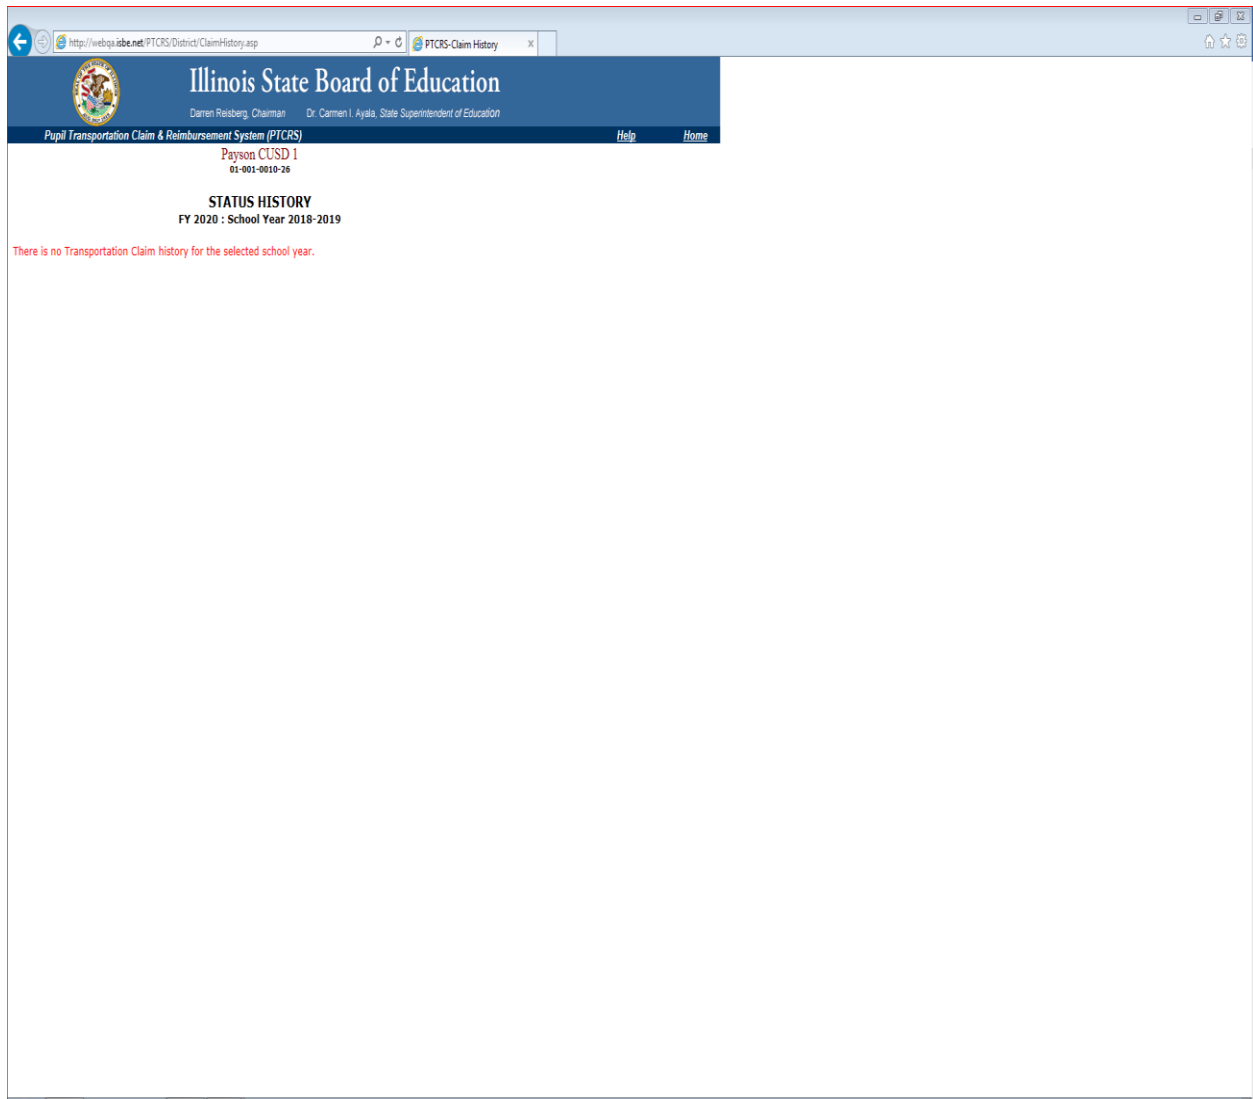 http://webqa.isbe.net/PTCRS/District/ClaimHistory.asp
PTCRS-Claim History
Illinois State Board of Education
Darren Reisberg, Chairman Dr. Carmen I. Ayala, State Superintendent of Education
Pupil Transportation Claim & Reimbursement System (PTCRS) Help Home
Payson CUSD 1
01-001-0010-26
STATUS HISTORY
FY 2020 : School Year 2018-2019
There is no Transportation Claim history for the selected school year.